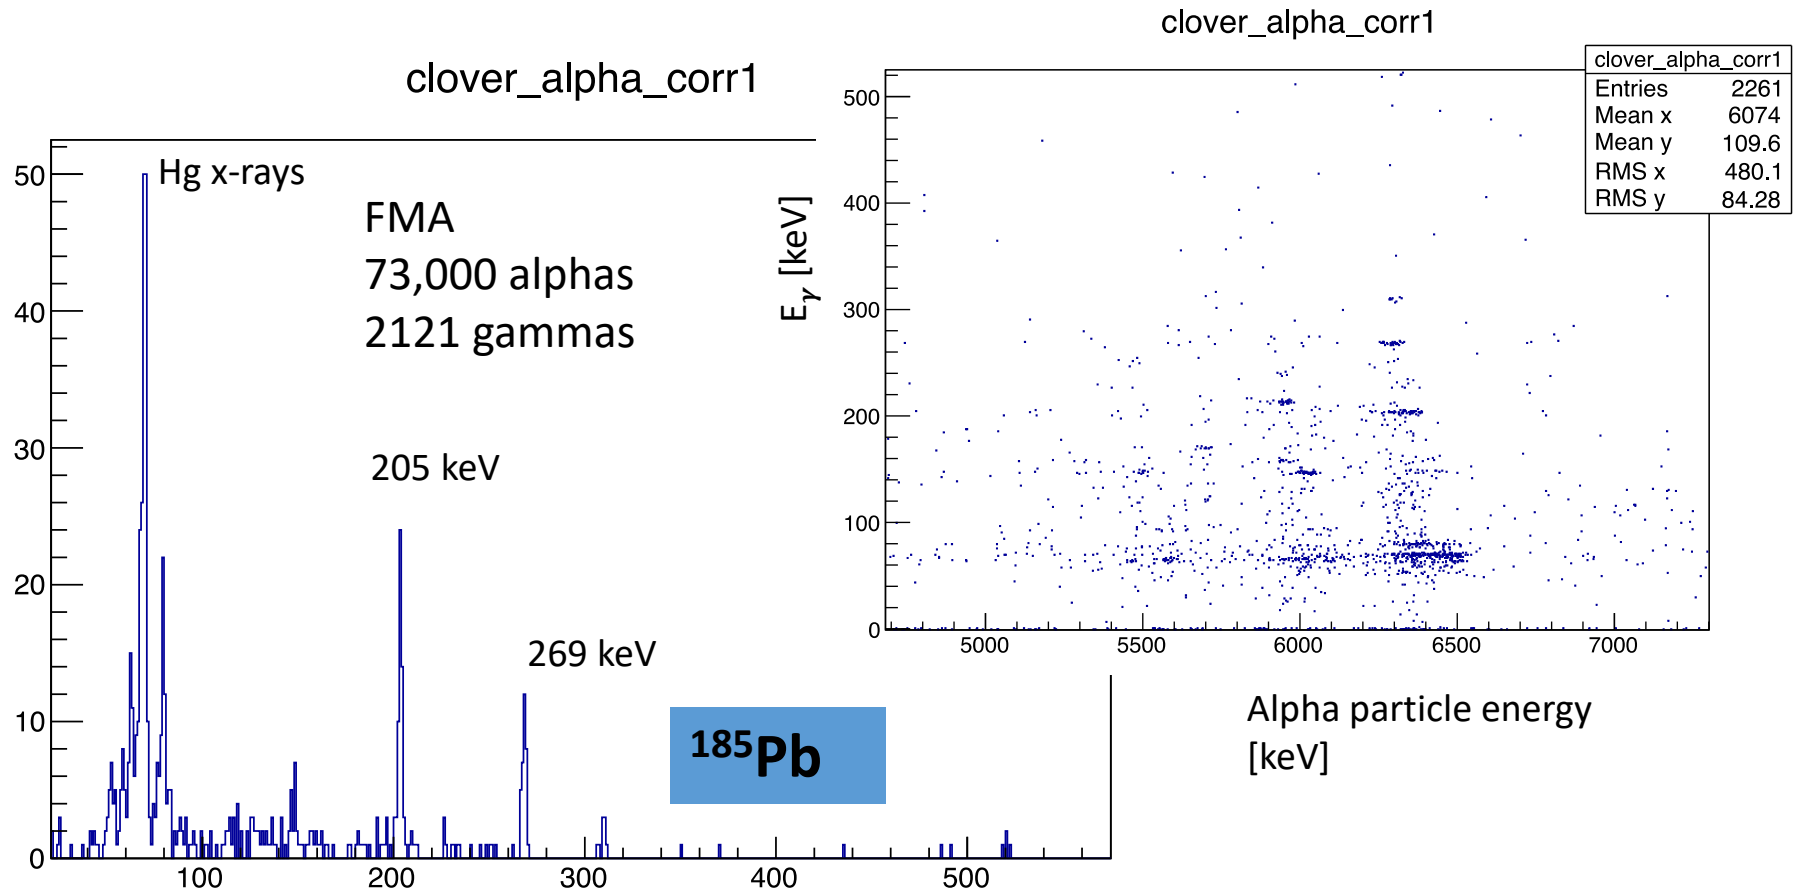 clover_alpha_corr1
Hg x-rays
FMA
73,000 alphas
2121 gammas
205 keV
269 keV
¹⁸⁵Pb
50
40
30
20
10
0
100
200
300
400
500
clover_alpha_corr1
clover_alpha_corr1
Entries 2261
Mean x 6074
Mean y 109.6
RMS x 480.1
RMS y 84.28
Eᵧ [keV]
500
400
300
200
100
0
5000
5500
6000
6500
7000
Alpha particle energy
[keV]